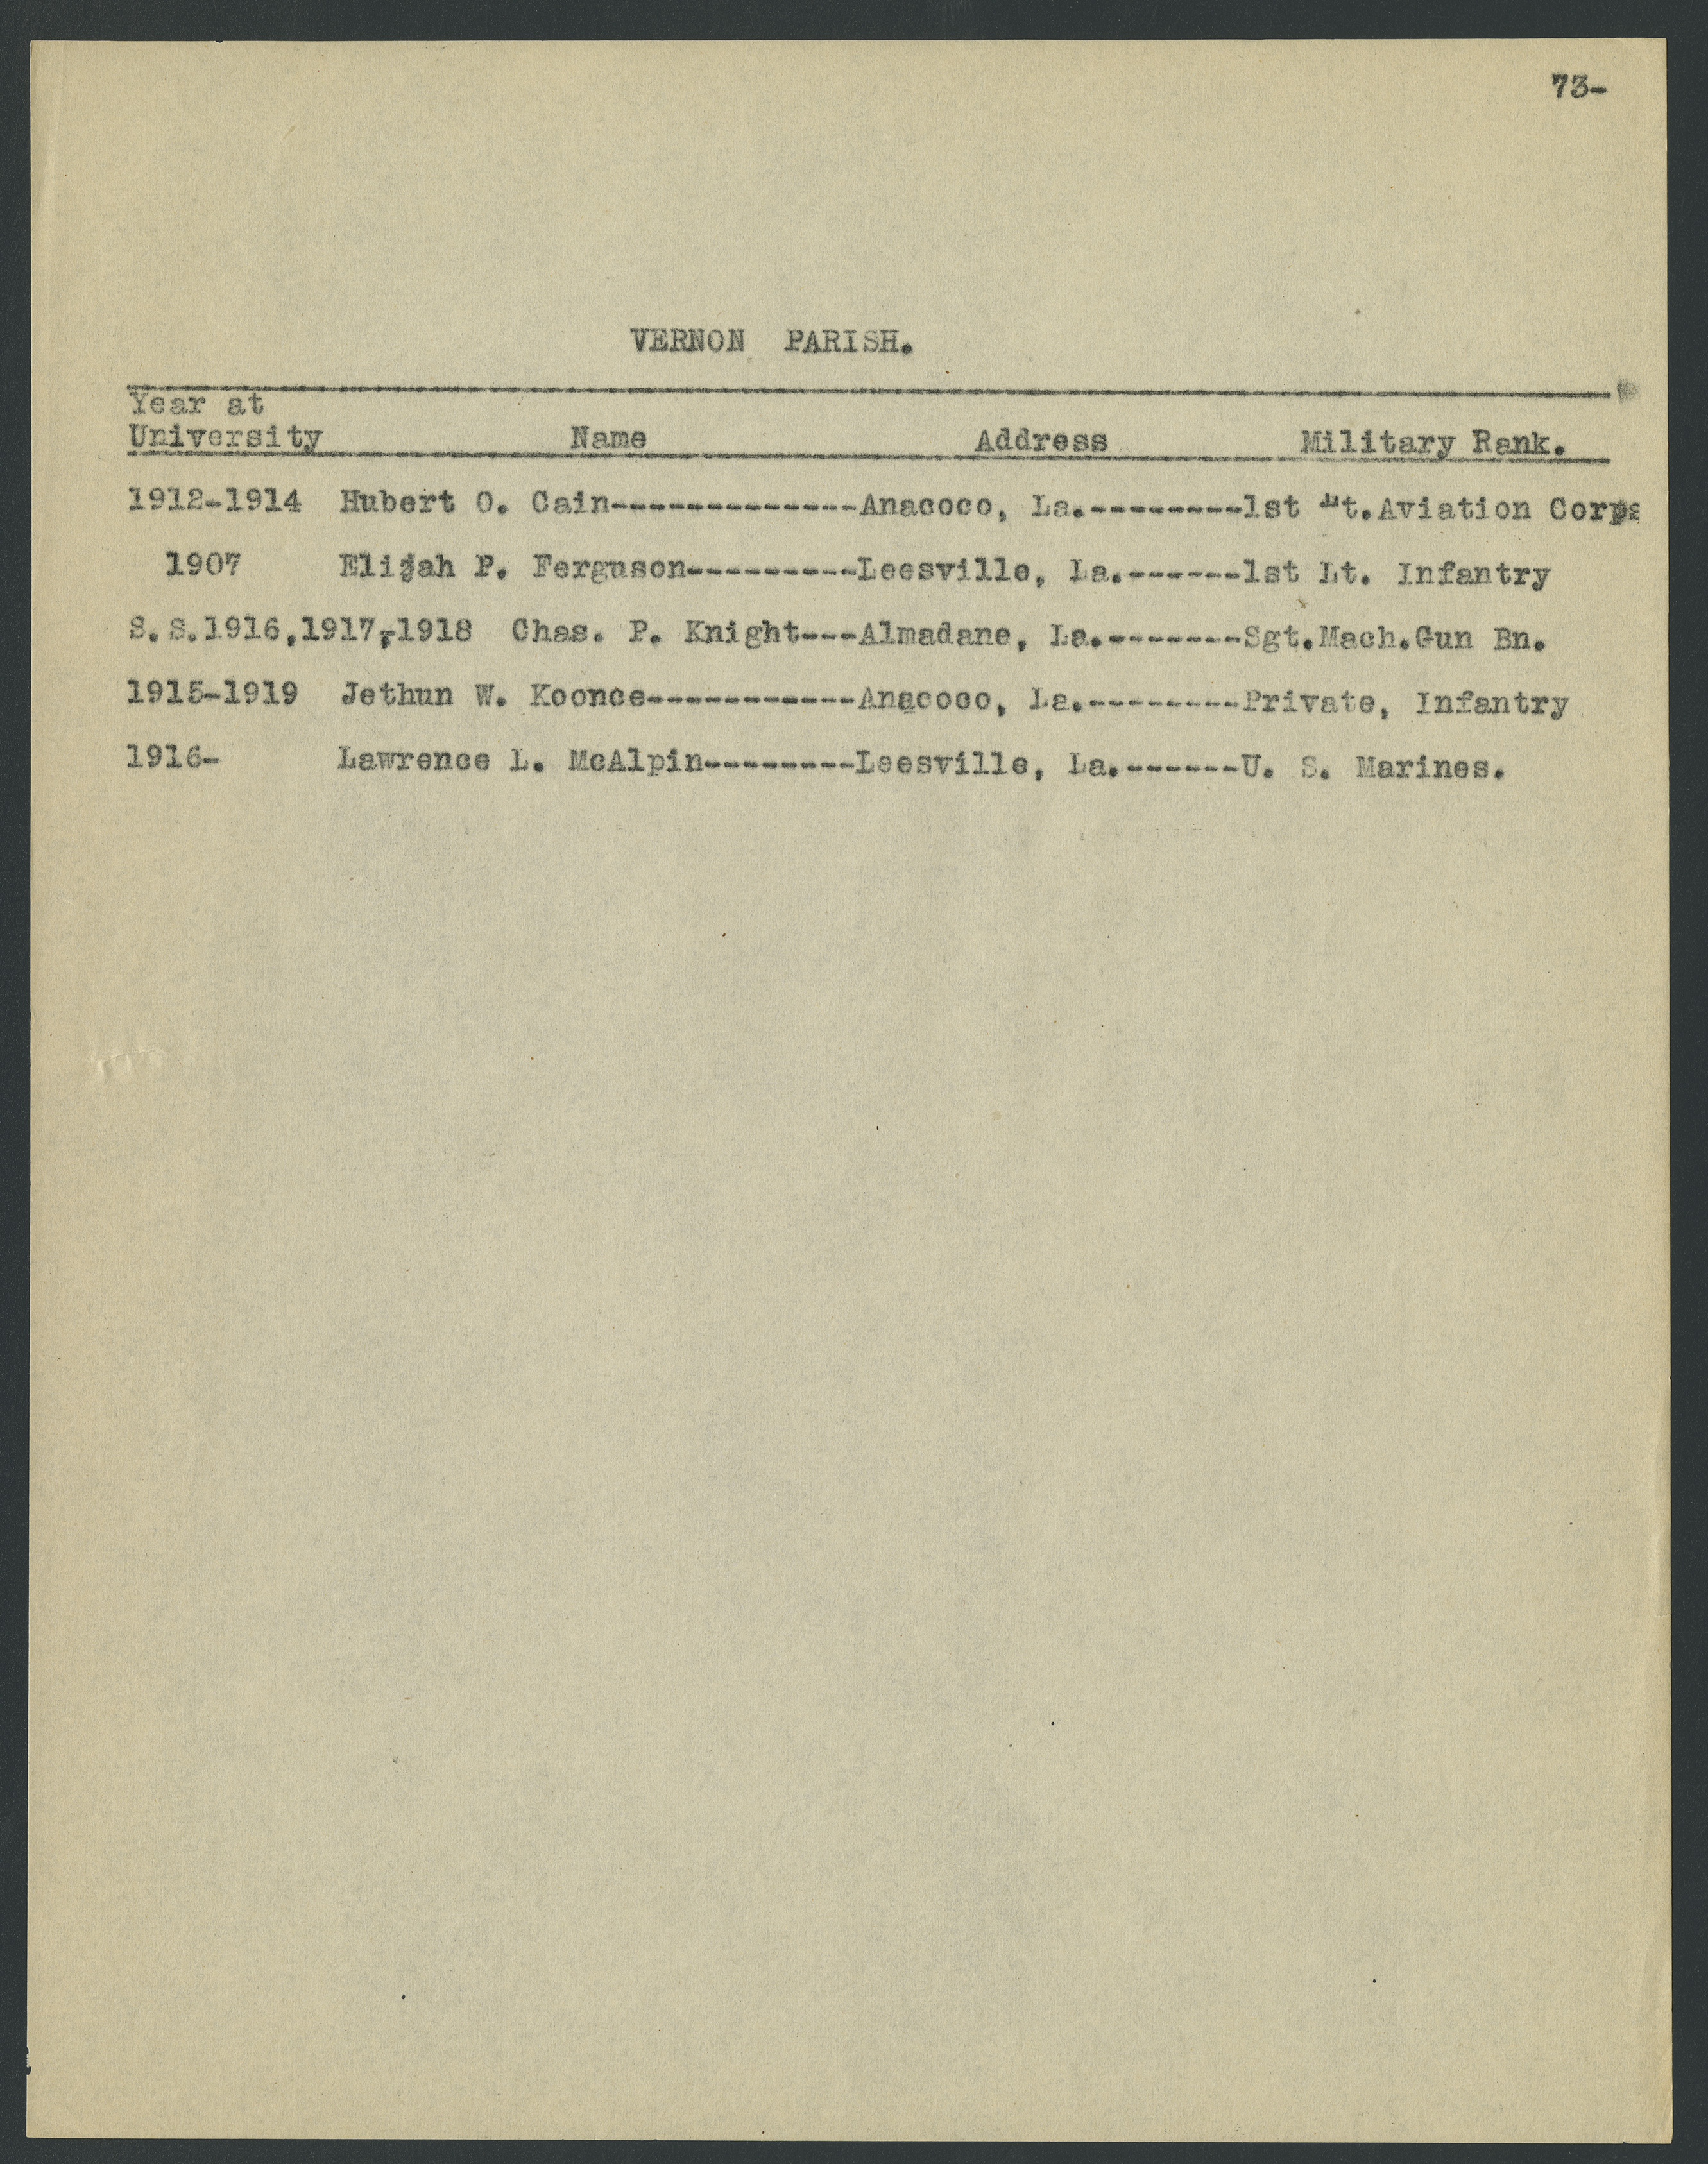 73-
VERNON PARISH.
Year at
University Name Address Military Rank.
1912-1914 Hubert O. Cain-------------Anacoco, La.--------1st Lt.Aviation Corps
1907 Elijah P. Ferguson---------Leesville, La.------1st Lt. Infantry
S.S.1916,1917,-1918 Chas. P. Knight---Almadane, La.-------Sgt.Mach.Gun Bn.
1915-1919 Jethun W. Koonce-----------Anacoco, La.--------Private, Infantry
1916- Lawrence L. McAlpin--------Leesville, La.------U. S. Marines.